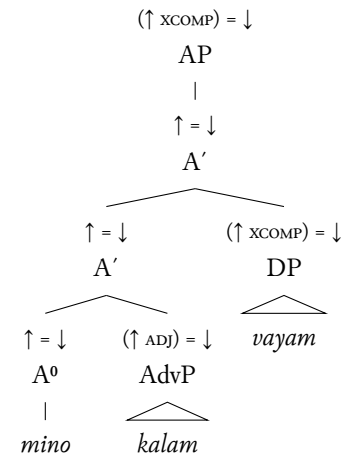 (↑ XCOMP) = ↓
AP
↑ = ↓
A′
↑ = ↓ (↑ XCOMP) = ↓
A′ DP
↑ = ↓ (↑ ADJ) = ↓ vayam
A⁰ AdvP
mino kalam